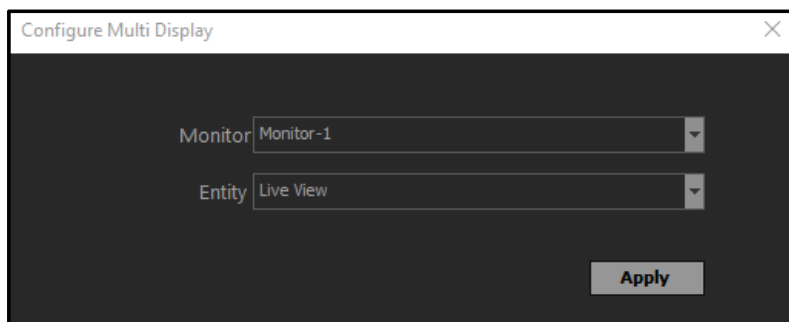 Configure Multi Display
Monitor Monitor-1
Entity Live View
Apply